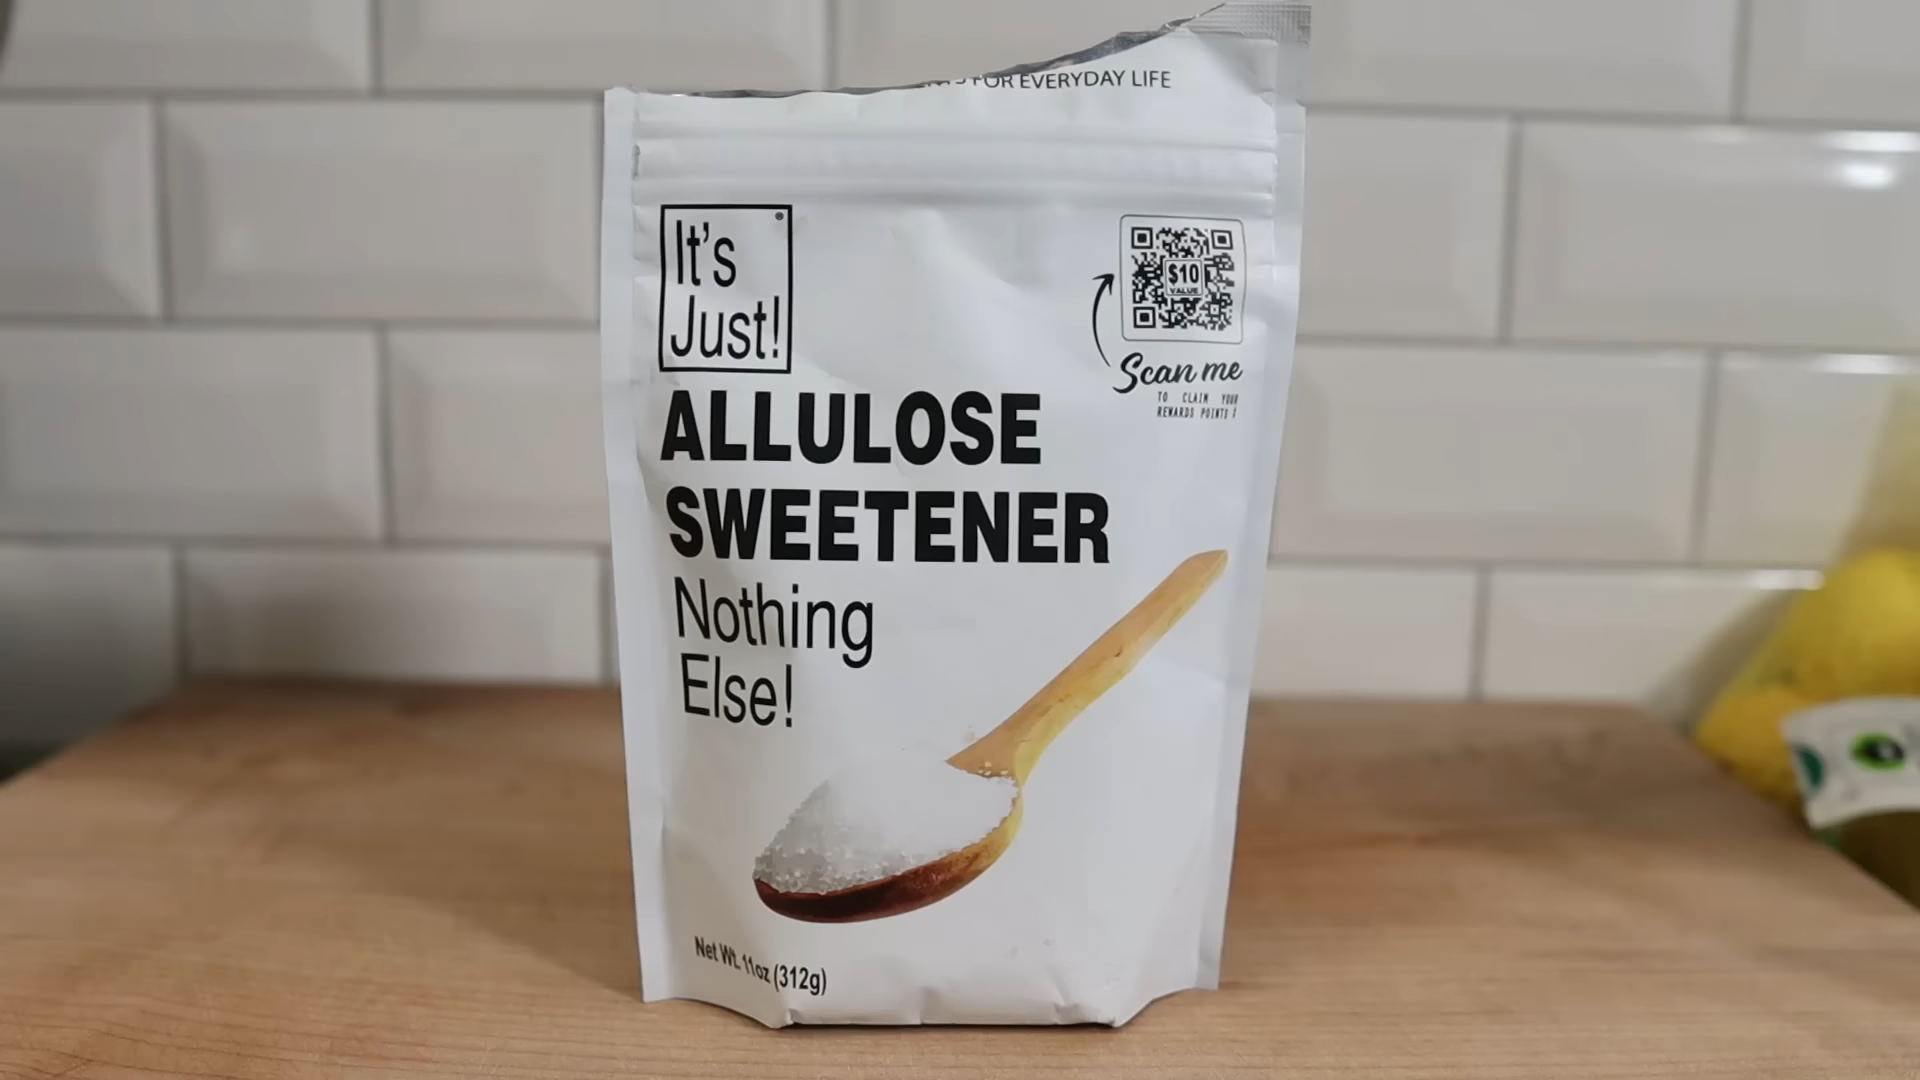 FOR EVERYDAY LIFE
It's
Just!
®
$10
VALUE
Scan me
TO CLAIM YOUR
REWARDS POINTS
ALLULOSE
SWEETENER
Nothing
Else!
Net Wt. 11oz (312g)